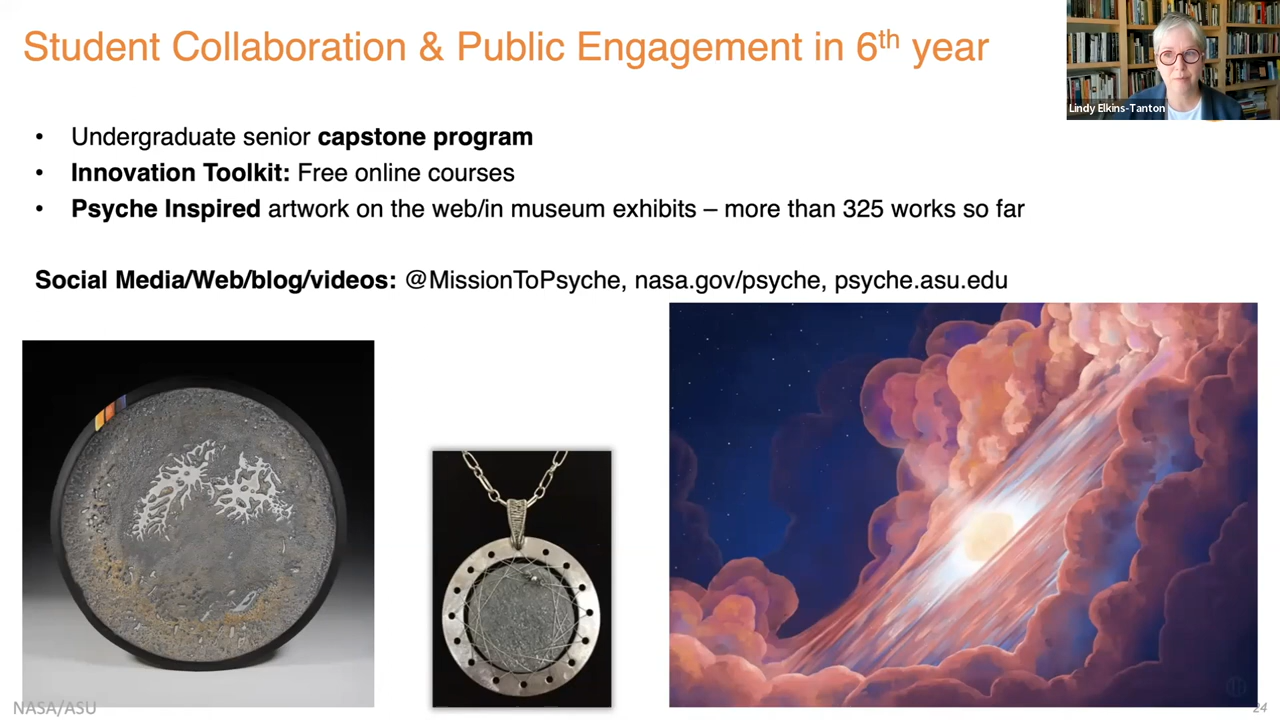 Student Collaboration & Public Engagement in 6th year
Lindy Elkins-Tanton
• Undergraduate senior capstone program
• Innovation Toolkit: Free online courses
• Psyche Inspired artwork on the web/in museum exhibits – more than 325 works so far
Social Media/Web/blog/videos: @MissionToPsyche, nasa.gov/psyche, psyche.asu.edu
NASA/ASU
24